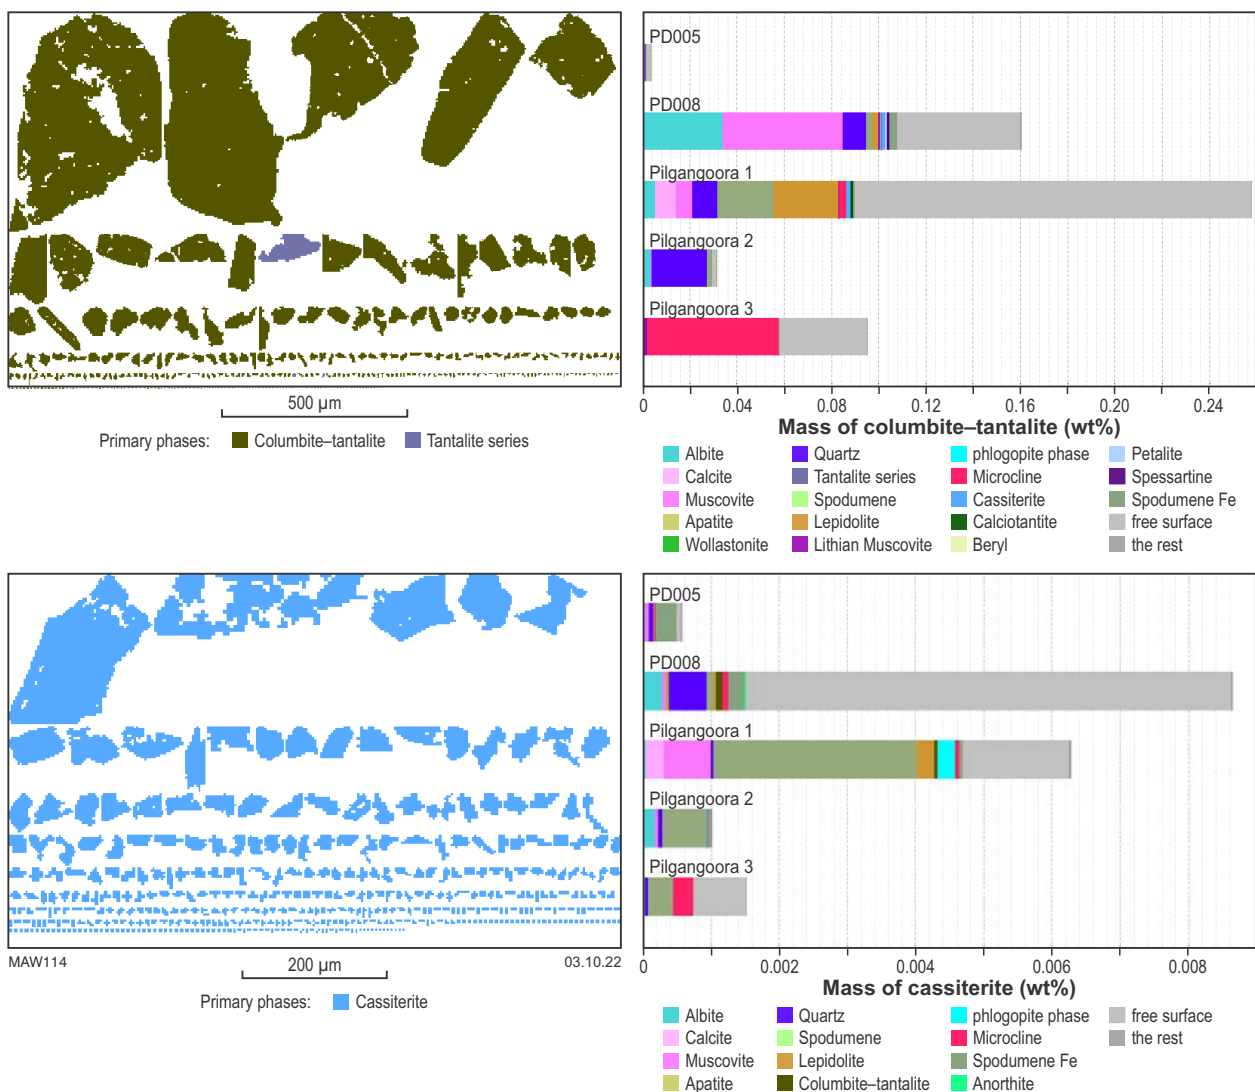 PD005
PD008
Pilgangoora 1
Pilgangoora 2
Pilgangoora 3
0 0.04 0.08 0.12 0.16 0.20 0.24
Mass of columbite–tantalite (wt%)
500 µm
Primary phases: Columbite–tantalite Tantalite series
Albite Quartz phlogopite phase Petalite
Calcite Tantalite series Microcline Spessartine
Muscovite Spodumene Cassiterite Spodumene Fe
Apatite Lepidolite Calciotantite free surface
Wollastonite Lithian Muscovite Beryl the rest
PD005
PD008
Pilgangoora 1
Pilgangoora 2
Pilgangoora 3
0 0.002 0.004 0.006 0.008
Mass of cassiterite (wt%)
MAW114 03.10.22
200 µm
Primary phases: Cassiterite
Albite Quartz phlogopite phase free surface
Calcite Spodumene Microcline the rest
Muscovite Lepidolite Spodumene Fe
Apatite Columbite–tantalite Anorthite